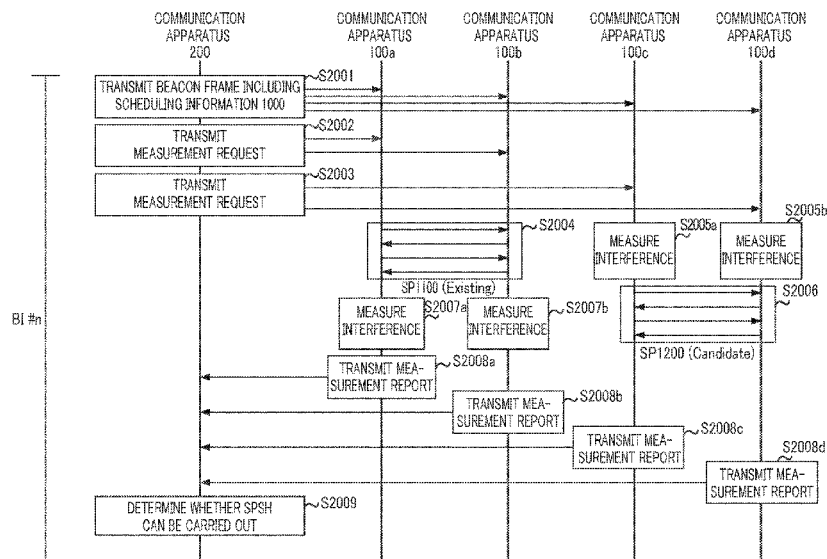 COMMUNICATION
APPARATUS
200
COMMUNICATION
APPARATUS
100a
COMMUNICATION
APPARATUS
100b
COMMUNICATION
APPARATUS
100c
COMMUNICATION
APPARATUS
100d
TRANSMIT BEACON FRAME INCLUDING
SCHEDULING INFORMATION 1000
S2001
TRANSMIT
MEASUREMENT REQUEST
S2002
TRANSMIT
MEASUREMENT REQUEST
S2003
S2004
SP1100 (Existing)
MEASURE
INTERFERENCE
S2005a
MEASURE
INTERFERENCE
S2005b
S2006
SP1200 (Candidate)
BI #n
MEASURE
INTERFERENCE
S2007a
MEASURE
INTERFERENCE
S2007b
TRANSMIT MEA-
SUREMENT REPORT
S2008a
TRANSMIT MEA-
SUREMENT REPORT
S2008b
TRANSMIT MEA-
SUREMENT REPORT
S2008c
TRANSMIT MEA-
SUREMENT REPORT
S2008d
DETERMINE WHETHER SPSH
CAN BE CARRIED OUT
S2009